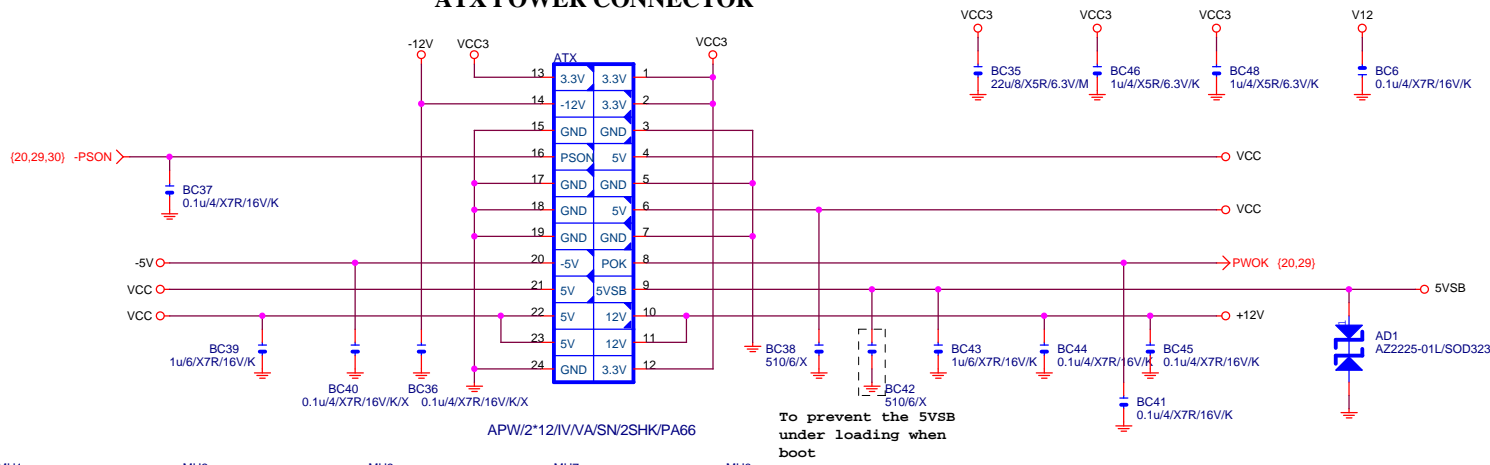 ATX POWER CONNECTOR
-12V VCC3 VCC3 VCC3 VCC3 VCC3 V12
ATX
BC35
22u/8/X5R/6.3V/M
BC46
1u/4/X5R/6.3V/K
BC48
1u/4/X5R/6.3V/K
BC6
0.1u/4/X7R/16V/K
13 3.3V 3.3V 1
14 -12V 3.3V 2
15 GND GND 3
{20,29,30} -PSON 16 PSON 5V 4 VCC
BC37
0.1u/4/X7R/16V/K
17 GND GND 5
18 GND 5V 6 VCC
19 GND GND 7
-5V 20 -5V POK 8 PWOK {20,29}
VCC 21 5V 5VSB 9 5VSB
VCC 22 5V 12V 10 +12V
23 5V 12V 11
24 GND 3.3V 12
BC39
1u/6/X7R/16V/K
BC40
0.1u/4/X7R/16V/K/X
BC36
0.1u/4/X7R/16V/K/X
BC38
510/6/X
BC42
510/6/X
BC43
1u/6/X7R/16V/K
BC44
0.1u/4/X7R/16V/K
BC45
0.1u/4/X7R/16V/K
1
AD1
AZ2225-01L/SOD323
BC41
0.1u/4/X7R/16V/K
APW/2*12/IV/VA/SN/2SHK/PA66
To prevent the 5VSB
under loading when
boot